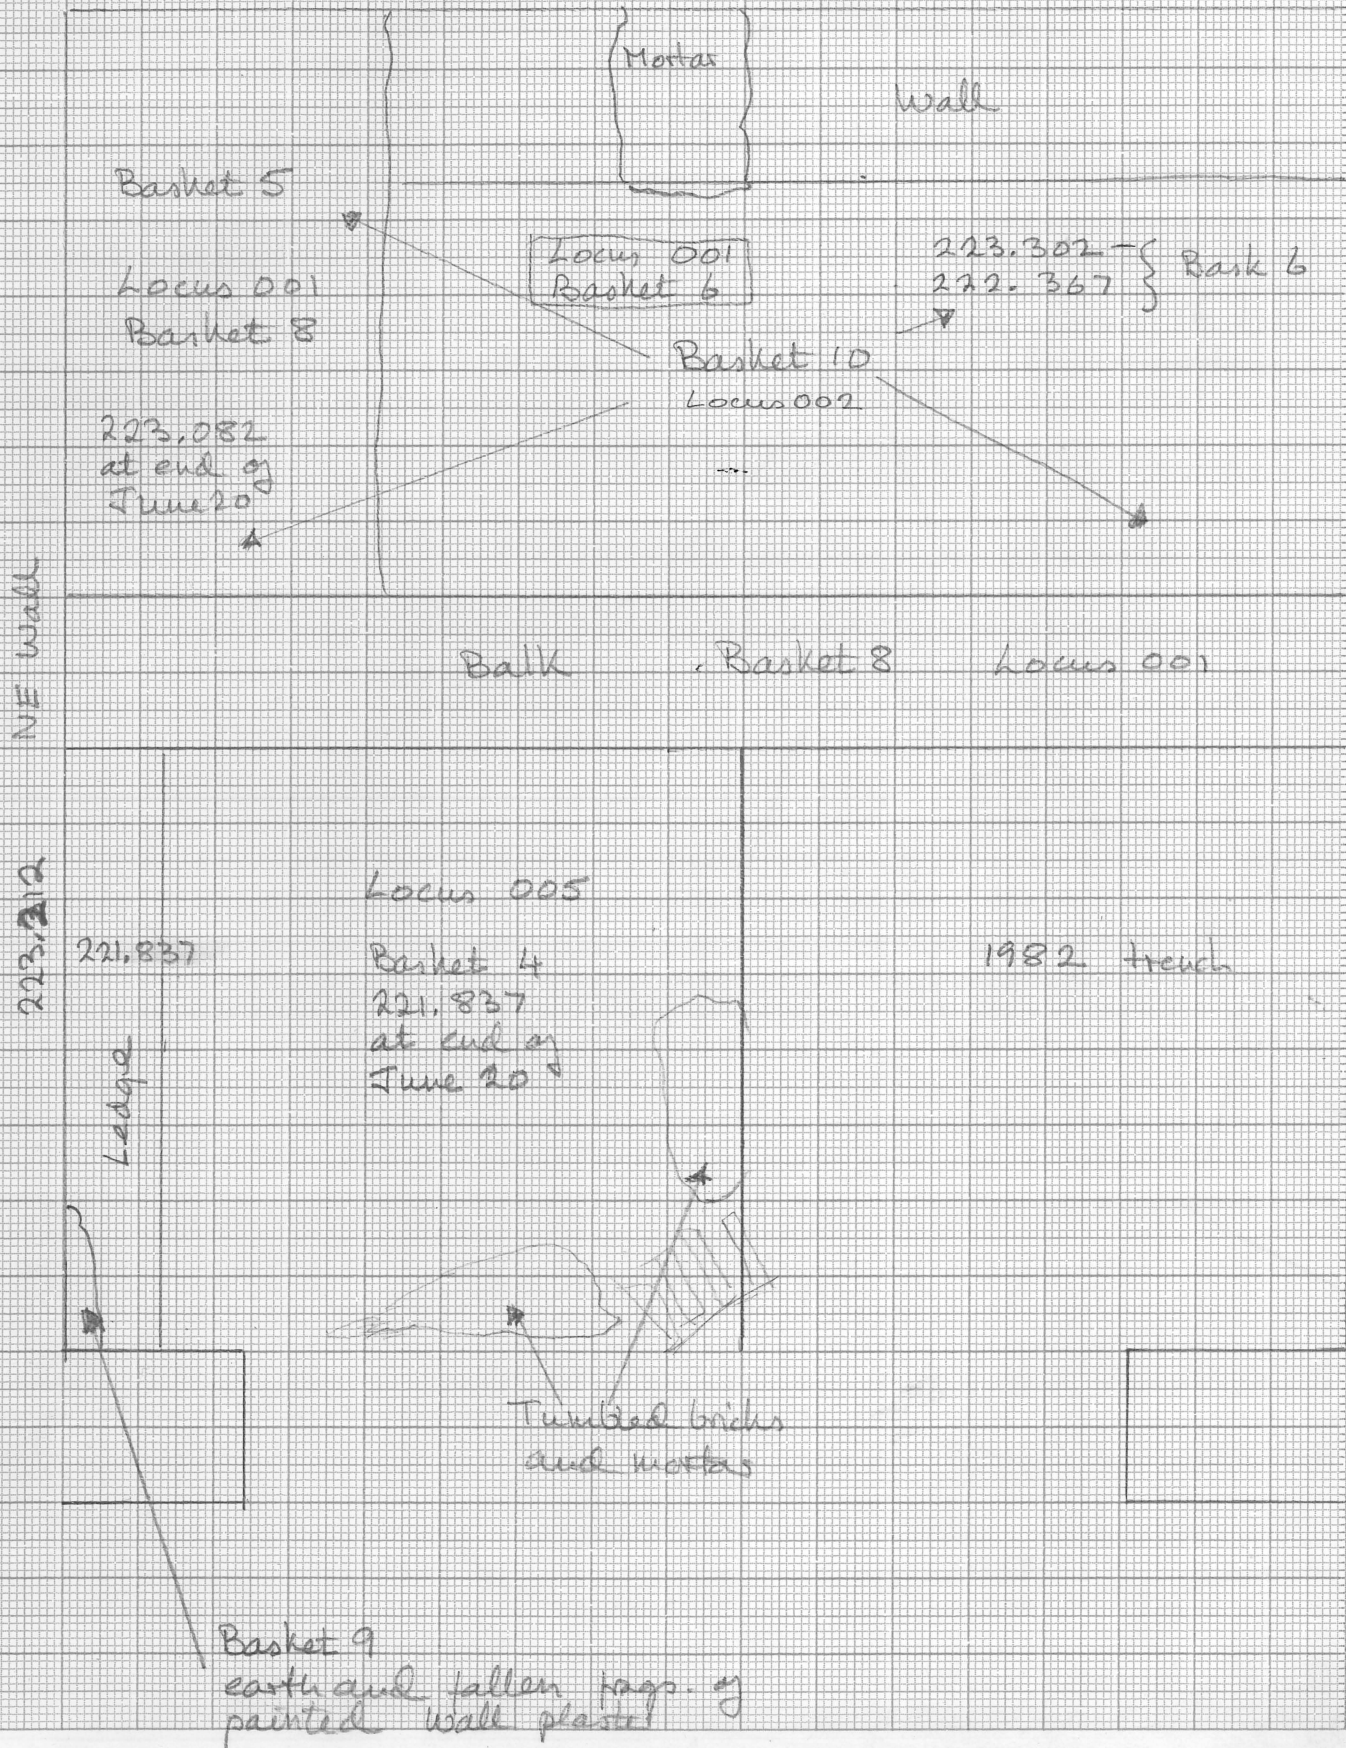 Mortar
Wall
Basket 5
Locus 001
Basket 8
223.082
at end of
June 20
Locus 001
Basket 6
223.302 –
222.367
} Bask 6
Basket 10
Locus 002
NE Wall
Balk . Basket 8 Locus 001
223.212
221.837
Ledge
Locus 005
Basket 4
221.837
at end of
June 20
1982 trench
Tumbled bricks
and mortar
Basket 9
earth and fallen frags. of
painted wall plaster